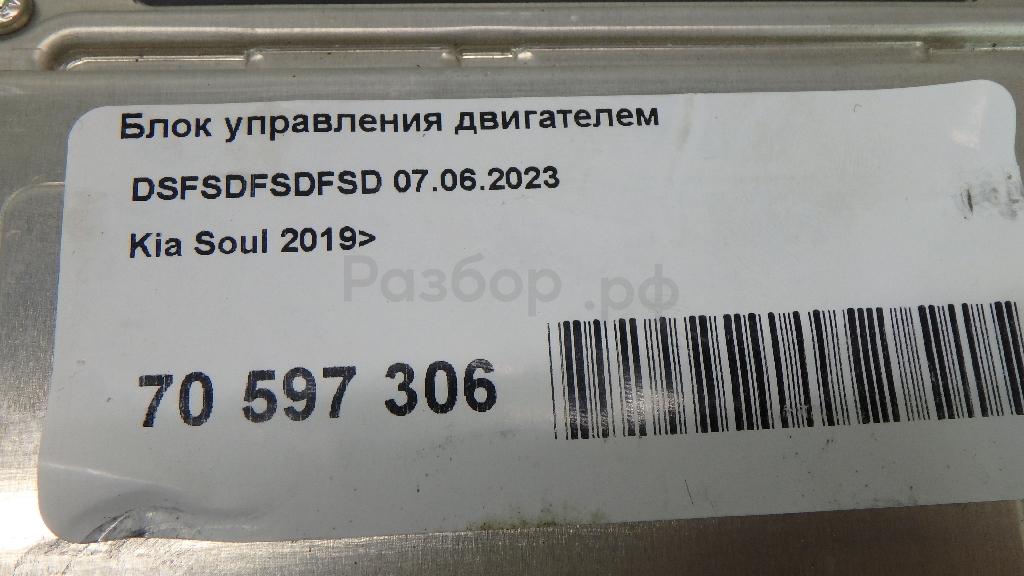 Блок управления двигателем
DSFSDFSDFSD 07.06.2023
Kia Soul 2019>
Разбор.рф
70 597 306